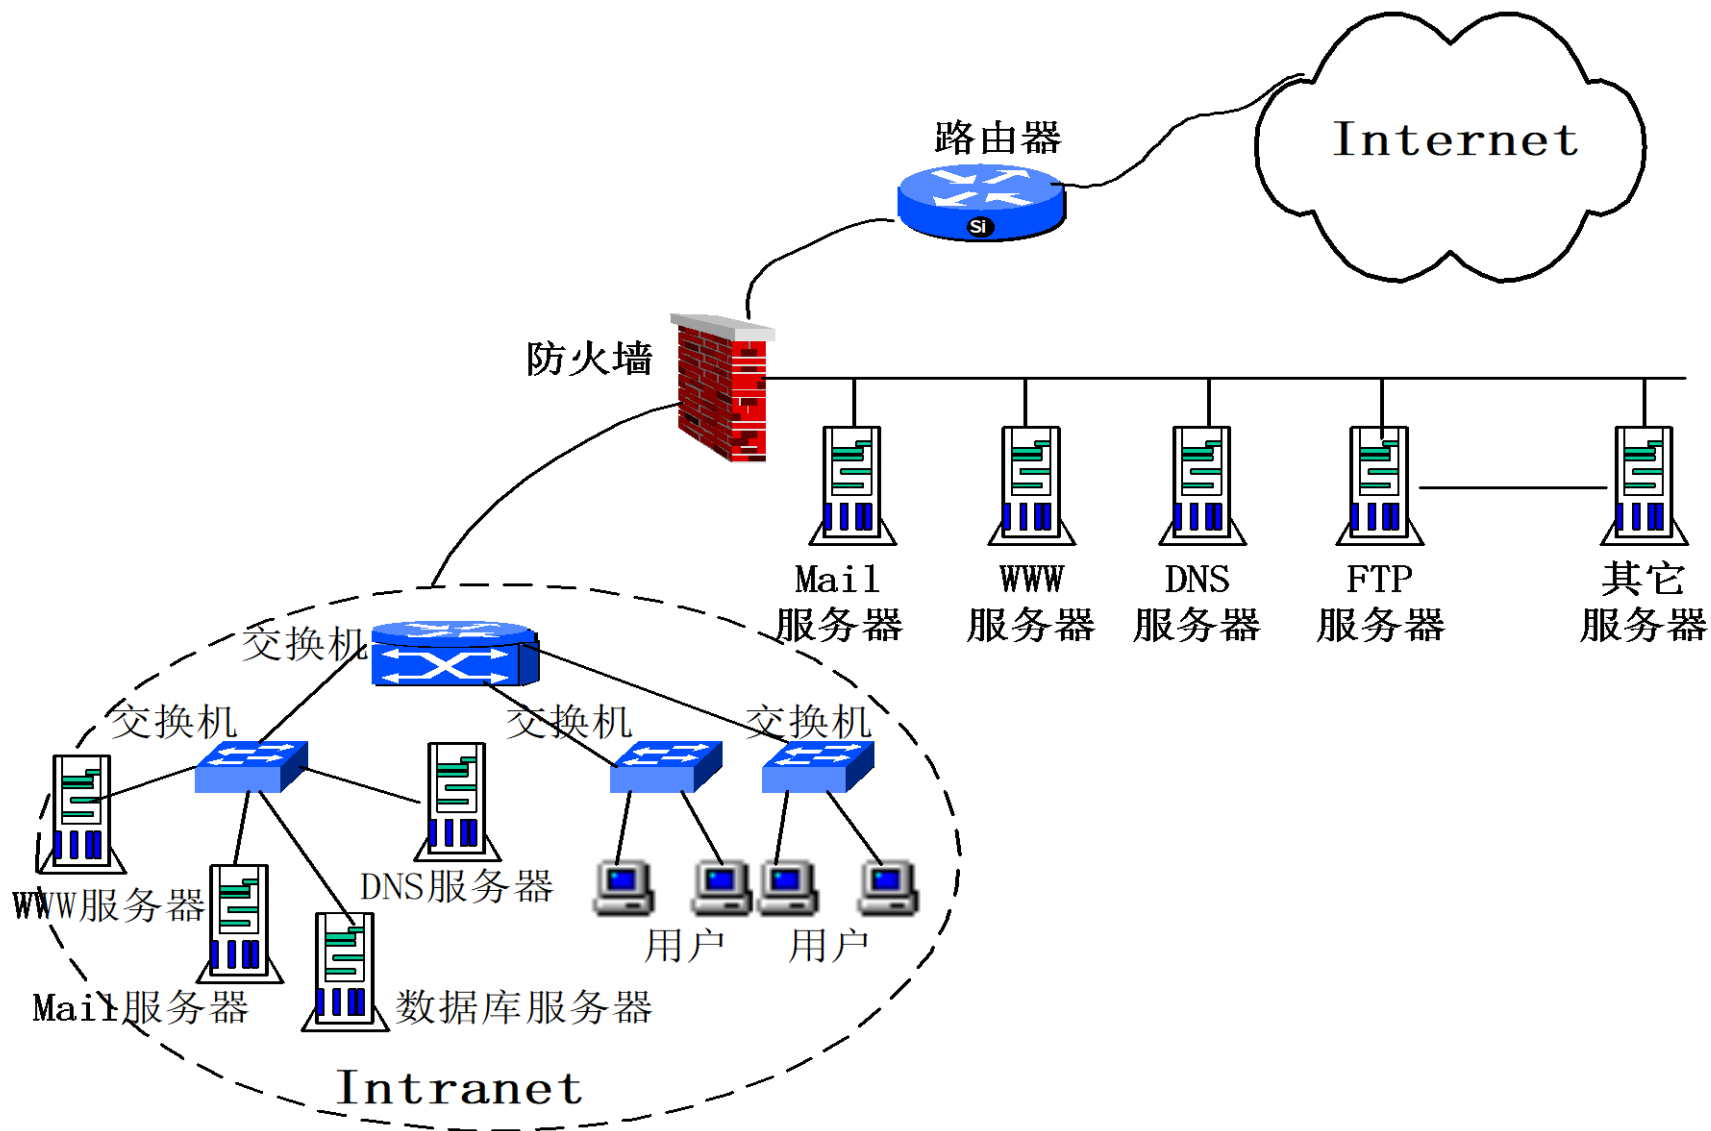 Internet
路由器
Si
防火墙
Mail
服务器
WWW
服务器
DNS
服务器
FTP
服务器
其它
服务器
交换机
交换机
交换机
交换机
WWW服务器
DNS服务器
用户
用户
Mail服务器
数据库服务器
Intranet